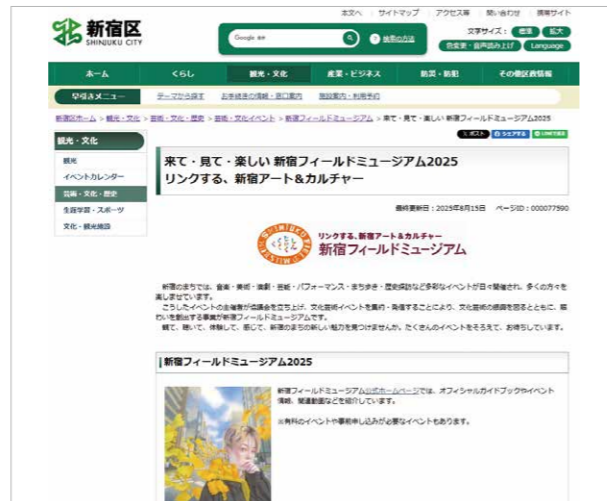 本文へ サイトマップ アクセス等 問い合わせ 携帯サイト
新宿区
SHINJUKU CITY
Google 検索
検索の方法
文字サイズ: 標準 拡大
色変更・音声読み上げ Language
ホーム くらし 観光・文化 産業・ビジネス 防災・防犯 その他区政情報
早引きメニュー テーマから探す お手続きの情報・窓口案内 施設案内・利用予約
新宿区ホーム > 観光・文化 > 芸術・文化・歴史 > 芸術・文化イベント > 新宿フィールドミュージアム > 来て・見て・楽しい 新宿フィールドミュージアム2025
ポスト シェアする LINEで送る
観光・文化
観光
イベントカレンダー
芸術・文化・歴史
生涯学習・スポーツ
文化・観光施設
来て・見て・楽しい 新宿フィールドミュージアム2025
リンクする、新宿アート&カルチャー
最終更新日:2025年8月15日 ページID:000077590
リンクする、新宿アート&カルチャー
新宿フィールドミュージアム
新宿のまちでは、音楽・美術・演劇・芸能・パフォーマンス・まち歩き・歴史探訪など多彩なイベントが日々開催され、多くの方々を
楽しませています。
こうしたイベントの主催者が協議会を立ち上げ、文化芸術イベントを集約・発信することにより、文化芸術の振興を図るとともに、賑
わいを創出する事業が新宿フィールドミュージアムです。
観て、聴いて、体験して、感じて、新宿のまちの新しい魅力を見つけませんか。たくさんのイベントをそろえて、お待ちしています。
新宿フィールドミュージアム2025
新宿フィールドミュージアム公式ホームページでは、オフィシャルガイドブックやイベント
情報、関連動画などを紹介しています。
※有料のイベントや事前申し込みが必要なイベントもあります。